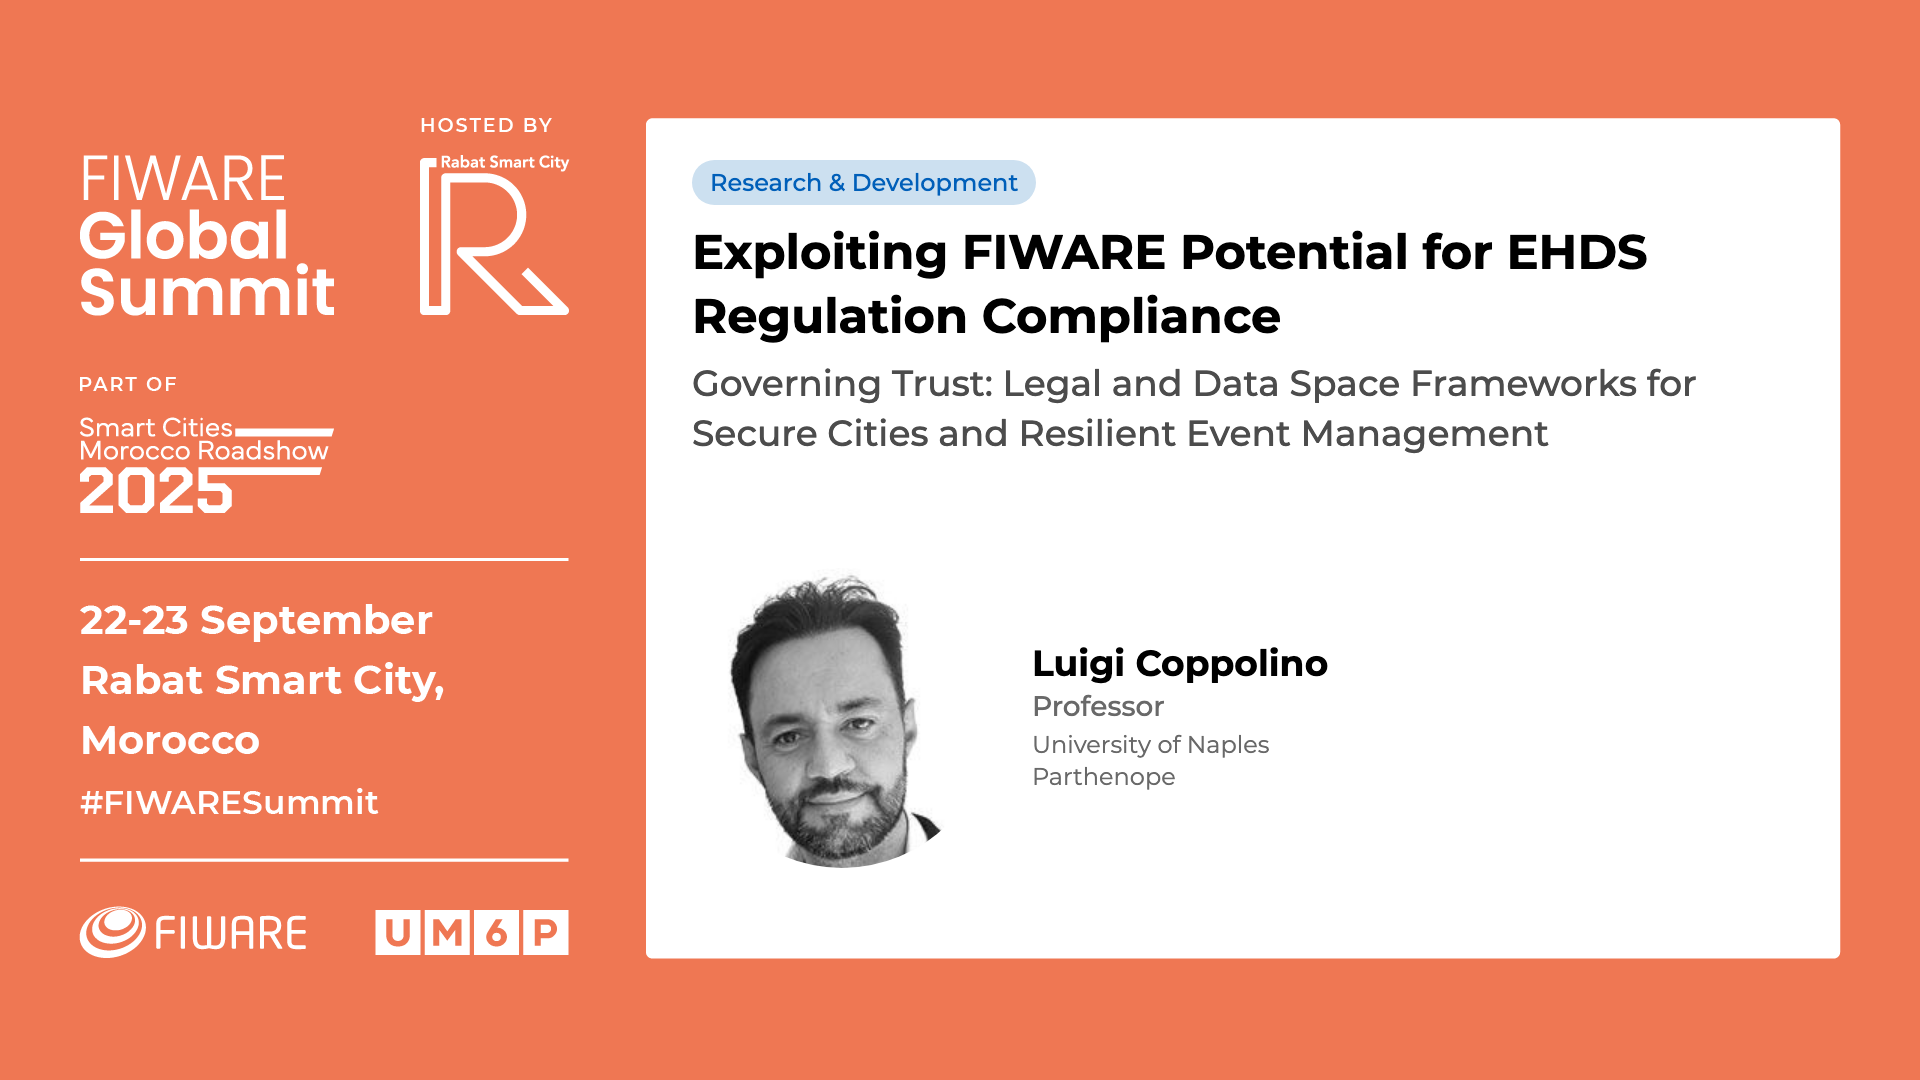 HOSTED BY
FIWARE
Global
Summit
Rabat Smart City
R
PART OF
Smart Cities
Morocco Roadshow
2025
22-23 September
Rabat Smart City,
Morocco
#FIWARESummit
FIWARE
UM6P
Research & Development
Exploiting FIWARE Potential for EHDS
Regulation Compliance
Governing Trust: Legal and Data Space Frameworks for
Secure Cities and Resilient Event Management
Luigi Coppolino
Professor
University of Naples
Parthenope